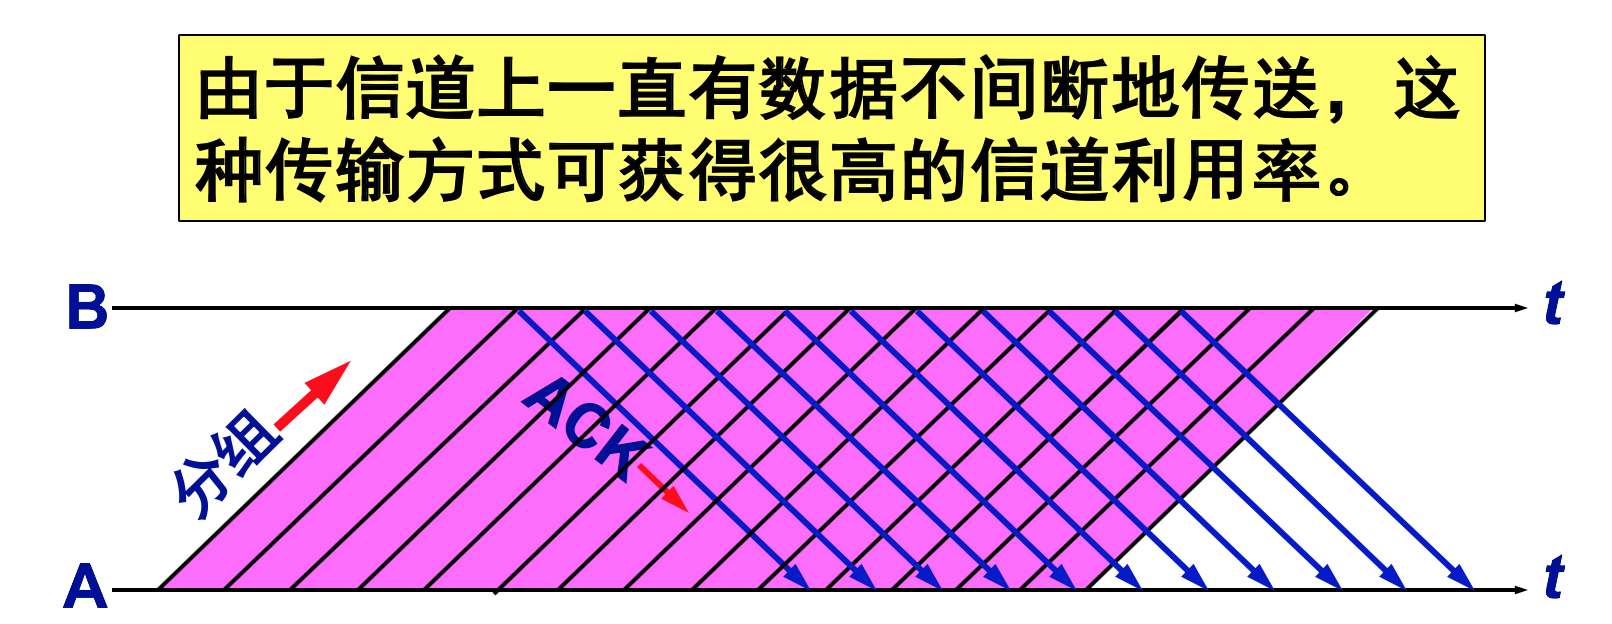 由于信道上一直有数据不间断地传送，这
种传输方式可获得很高的信道利用率。
B
t
ACK
分组
A
t